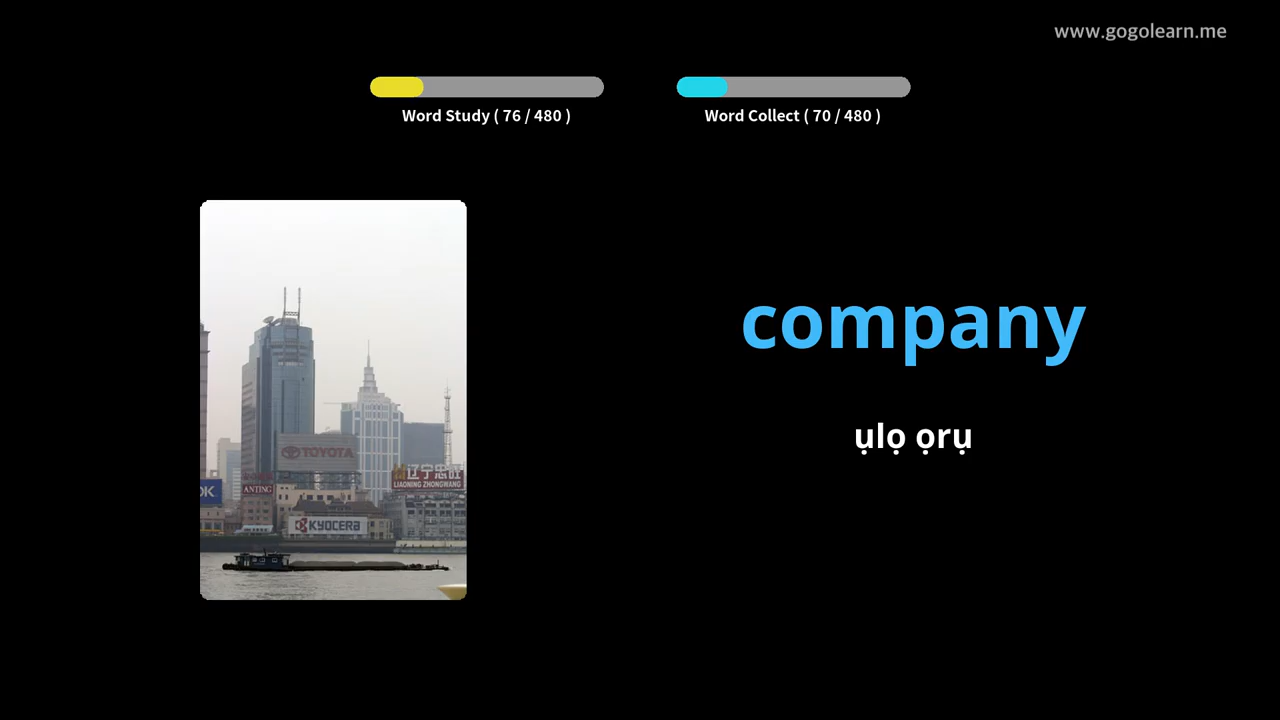 www.gogolearn.me
Word Study ( 76 / 480 )
Word Collect ( 70 / 480 )
company
ụlọ ọrụ
TOYOTA
辽宁忠旺
LIAONING ZHONGWANG
OK
ANTING
KYOCERA